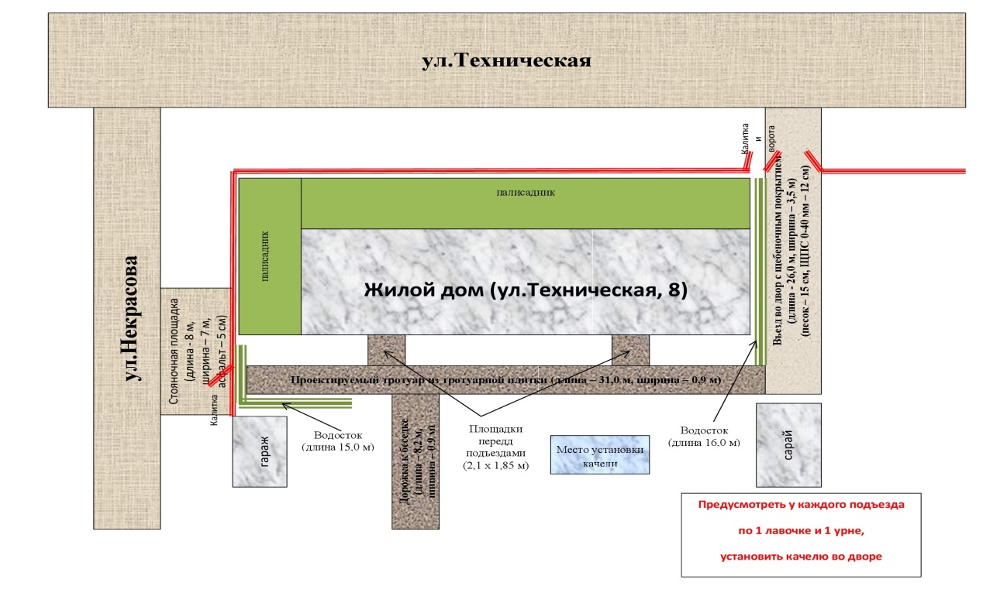 ул.Техническая
Калитка
и
ворота
палисадник
палисадник
Жилой дом (ул.Техническая, 8)
Въезд во двор с щебеночным покрытием
(длина - 26,0 м, ширина – 3,5 м)
(песок – 15 см, ЩПС 0-40 мм – 12 см)
ул.Некрасова
Стояночная площадка
(длина - 8 м,
ширина – 7 м,
асфальт – 5 см)
Калитка
Проектируемый тротуар из тротуарной плитки (длина – 31,0 м, ширина – 0,9 м)
гараж
Водосток
(длина 15,0 м)
Дорожка к беседке
(длина – 8,2 м,
ширина – 0,9 м)
Площадки
передд
подъездами
(2,1 х 1,85 м)
Место установки
качели
Водосток
(длина 16,0 м)
сарай
Предусмотреть у каждого подъезда
по 1 лавочке и 1 урне,
установить качелю во дворе